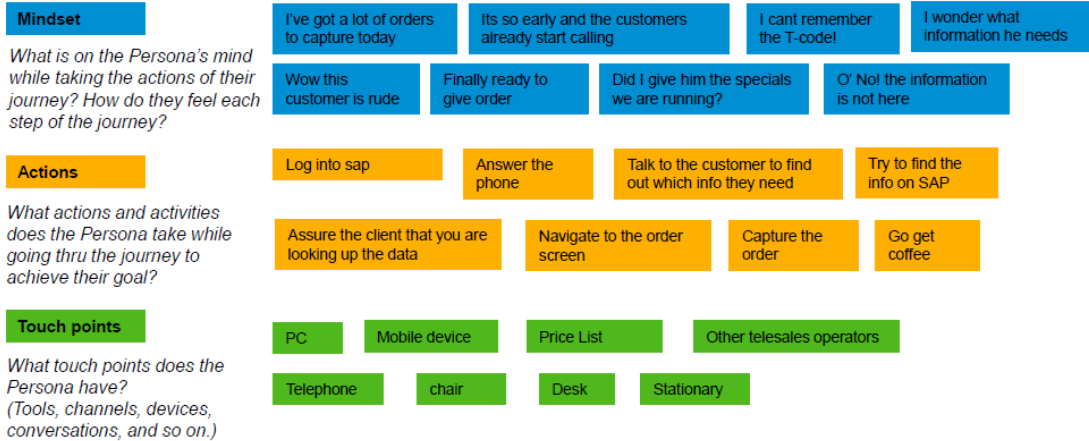 Mindset
What is on the Persona's mind
while taking the actions of their
journey? How do they feel each
step of the journey?
I've got a lot of orders
to capture today
Its so early and the customers
already start calling
I cant remember
the T-code!
I wonder what
information he needs
Wow this
customer is rude
Finally ready to
give order
Did I give him the specials
we are running?
O' No! the information
is not here
Actions
What actions and activities
does the Persona take while
going thru the journey to
achieve their goal?
Log into sap
Answer the
phone
Talk to the customer to find
out which info they need
Try to find the
info on SAP
Assure the client that you are
looking up the data
Navigate to the order
screen
Capture the
order
Go get
coffee
Touch points
What touch points does the
Persona have?
(Tools, channels, devices,
conversations, and so on.)
PC
Mobile device
Price List
Other telesales operators
Telephone
chair
Desk
Stationary